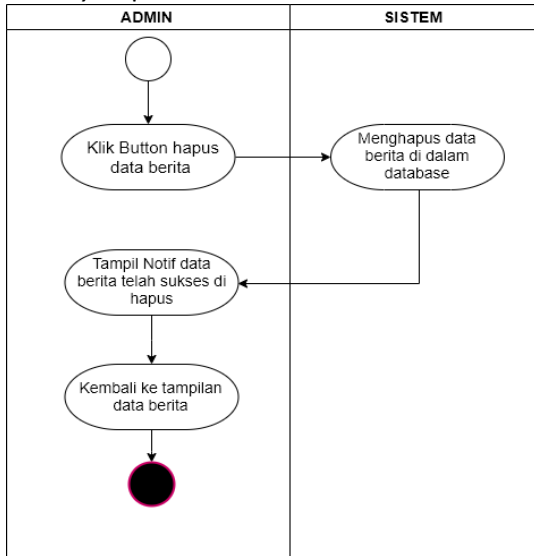 ADMIN
SISTEM
Klik Button hapus
data berita
Menghapus data
berita di dalam
database
Tampil Notif data
berita telah sukses di
hapus
Kembali ke tampilan
data berita